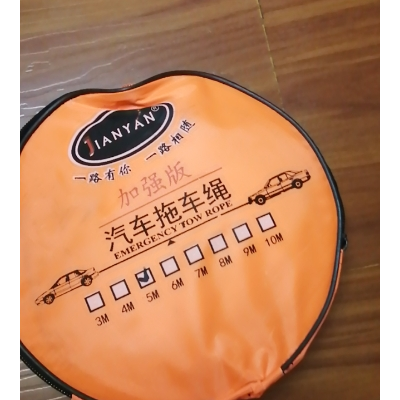 JIANYAN®
一路有你 一路相随
加强版
汽车拖车绳
EMERGENCY TOW ROPE
3M 4M 5M 6M 7M 8M 9M 10M